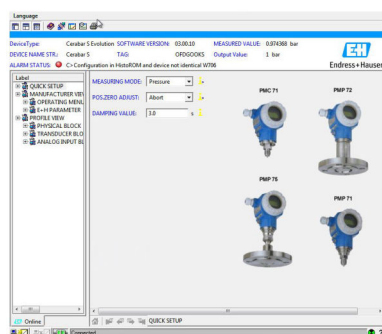 Language
DeviceType: Cerabar S Evolution SOFTWARE VERSION: 03.00.10 MEASURED VALUE: 0.974368 bar
DEVICE NAME STR.: Cerabar S TAG: OFDGOOKS Output Value: 1 bar
ALARM STATUS: C> Configuration in HistoROM and device not identical W706
EH
Endress+Hauser
Label
QUICK SETUP
MANUFACTURER VIE
OPERATING MENU
E+H PARAMETER
PROFILE VIEW
PHYSICAL BLOCK
TRANSDUCER BLO
ANALOG INPUT BL
MEASURING MODE: Pressure
POS.ZERO ADJUST: Abort
DAMPING VALUE: 3.0 s
PMC 71
PMP 72
PMP 75
PMP 71
Online
QUICK SETUP
Connected